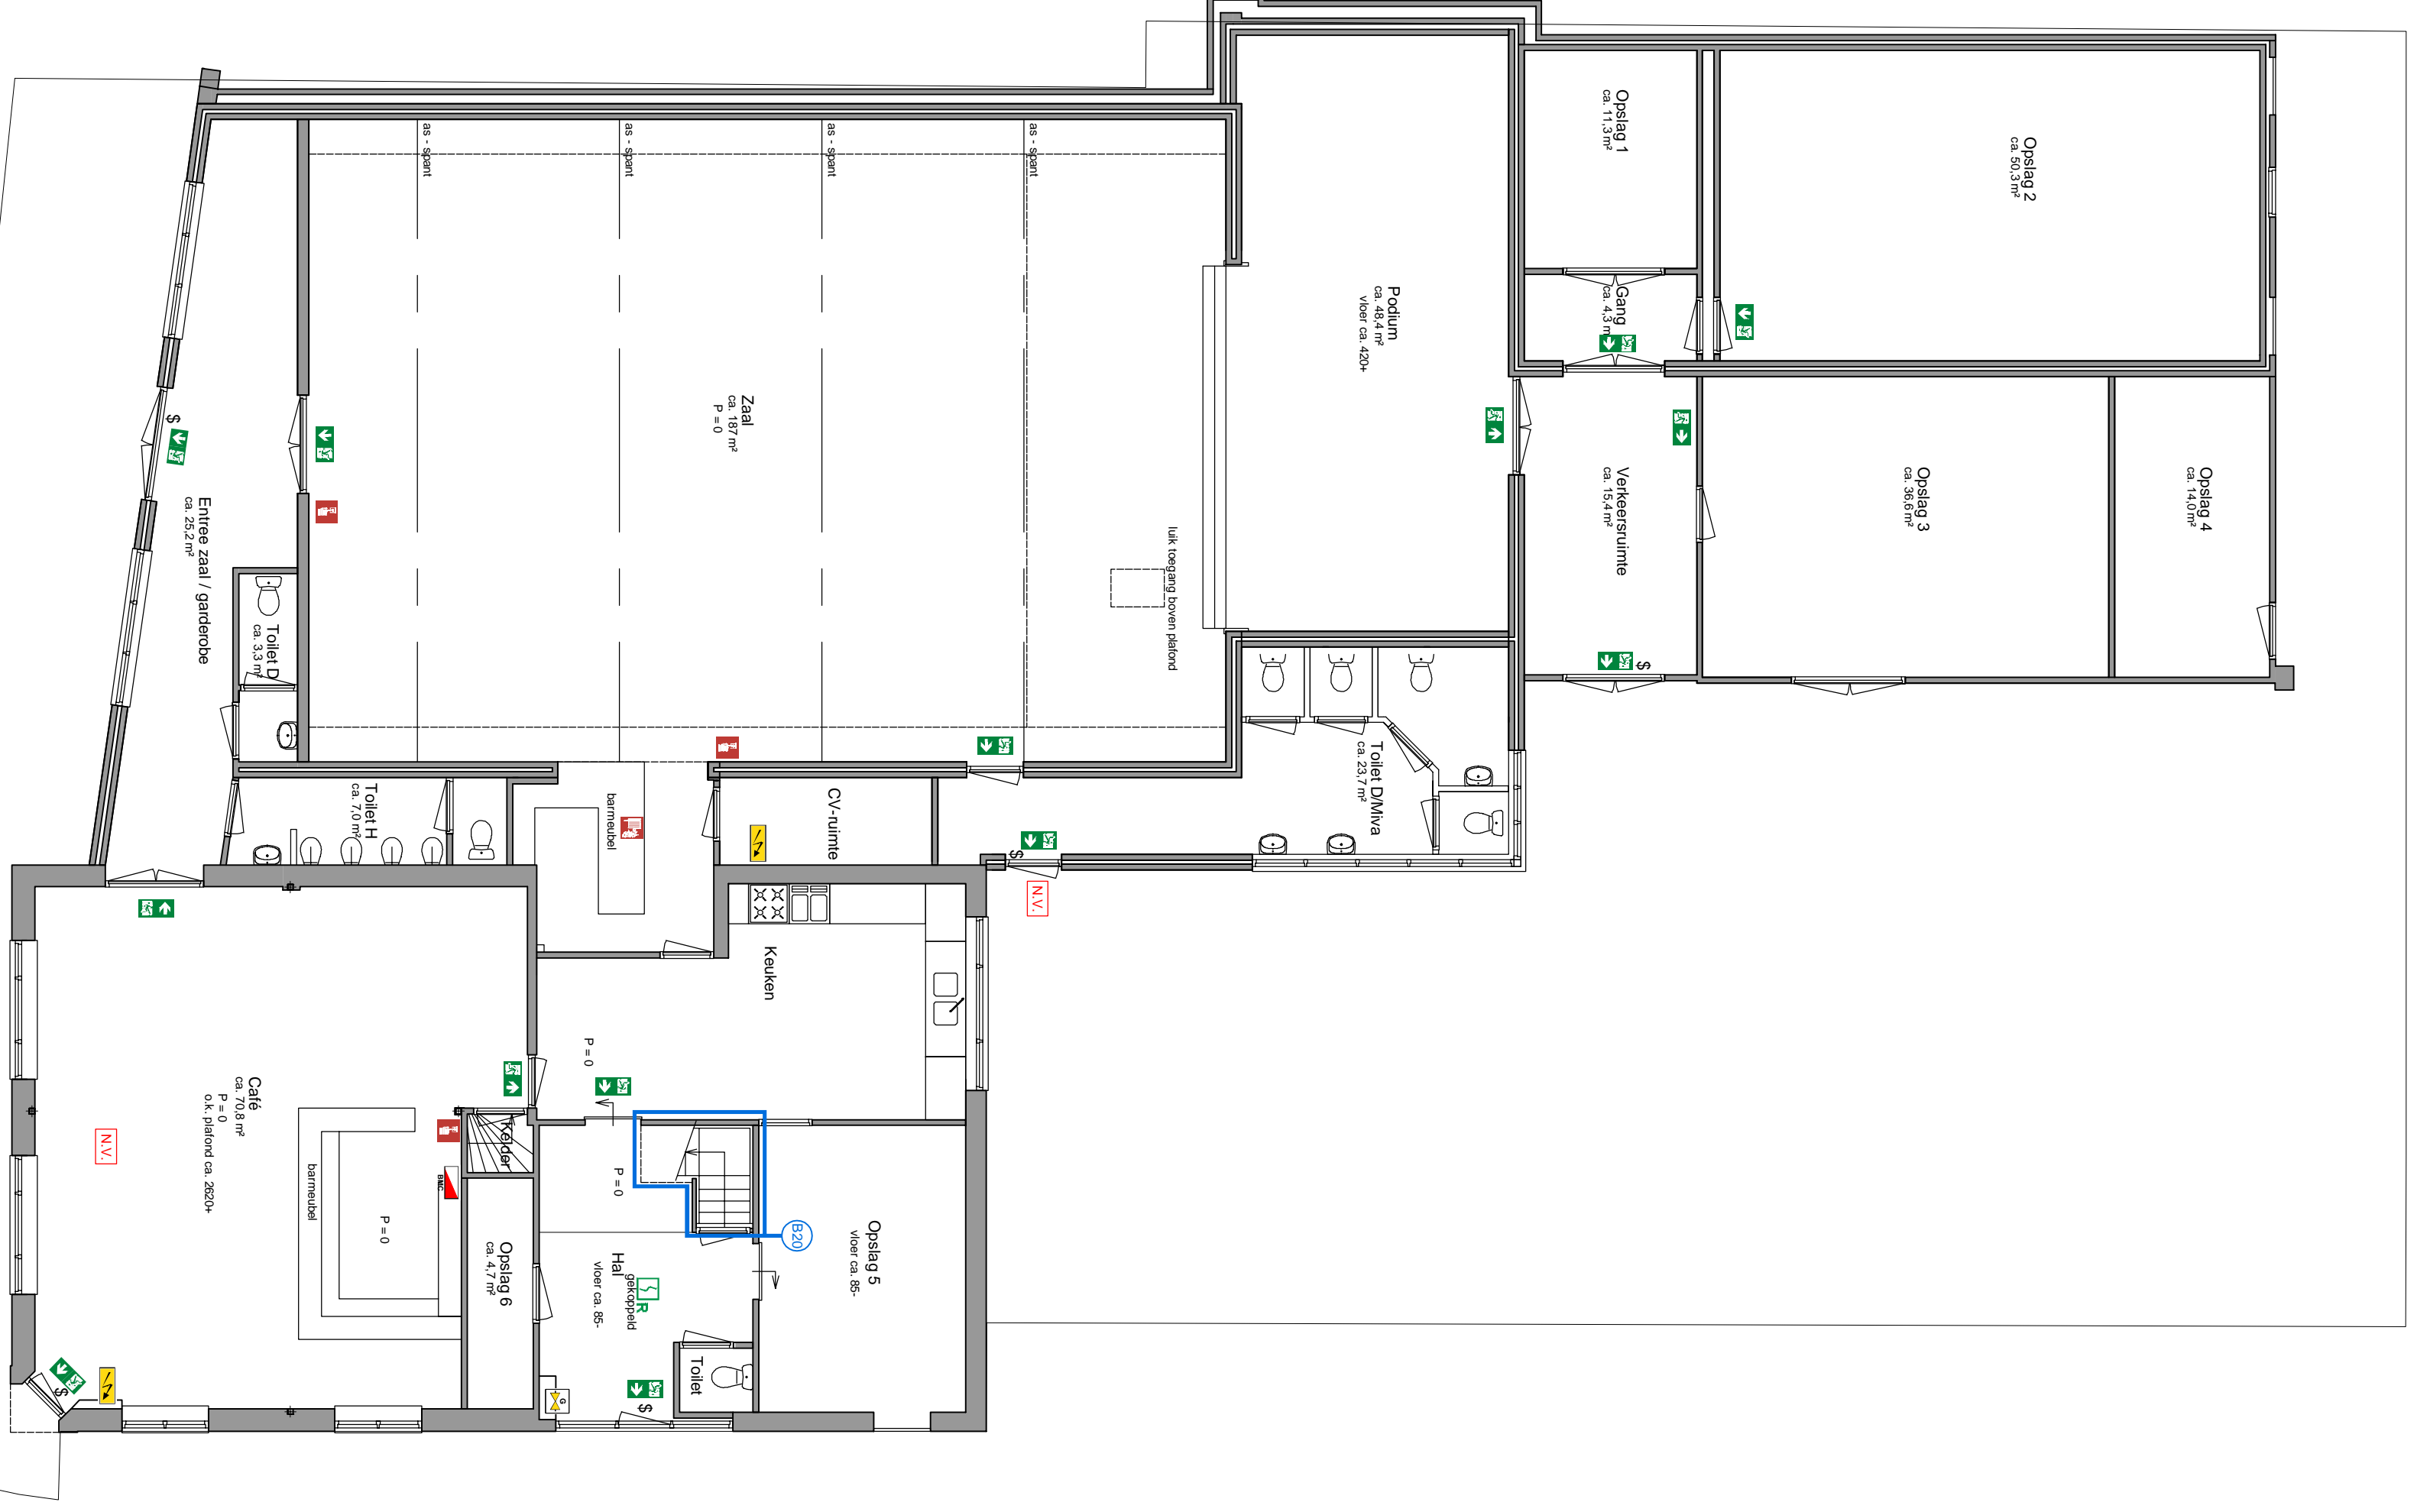 Opslag 1
ca. 11,3 m²
Opslag 2
ca. 50,3 m²
Gang
ca. 4,3 m²
Podium
ca. 48,4 m²
vloer ca. 420+
as - spant
as - spant
as - spant
as - spant
Zaal
ca. 187 m²
P = 0
Verkeersruimte
ca. 15,4 m²
Opslag 3
ca. 36,6 m²
Opslag 4
ca. 14,0 m²
luik toegang boven plafond
$
$
Entree zaal / garderobe
ca. 25,2 m²
Toilet D
ca. 3,3 m²
Toilet H
ca. 7,0 m²
barmeubel
CV-ruimte
Toilet D/Miva
ca. 23,7 m²
$
N.V.
Keuken
P = 0
Café
ca. 70,8 m²
P = 0
o.k. plafond ca. 2620+
N.V.
barmeubel
P = 0
Kelder
BMC
Opslag 6
ca. 4,7 m²
P = 0
B20
Hal
vloer ca. 85-
gekoppeld
R
Opslag 5
vloer ca. 85-
Toilet
G
$
$